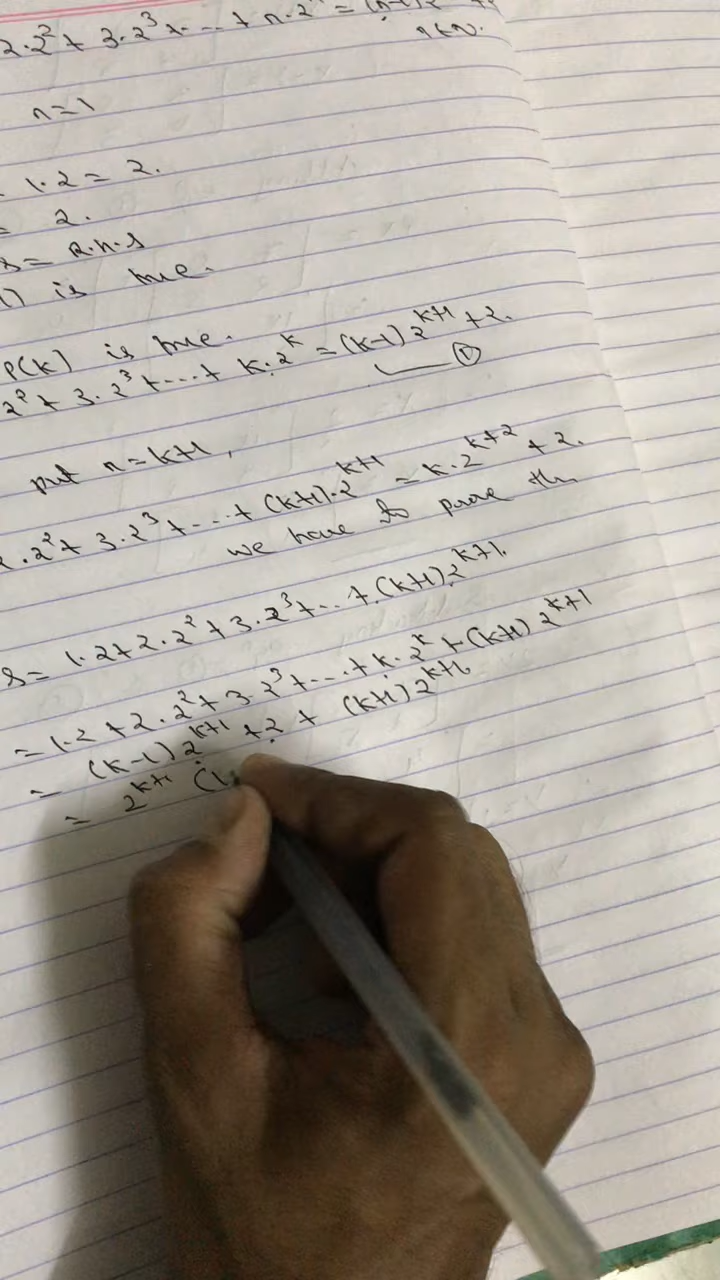 2·2² + 3·2³ + ... + n·2ⁿ = (n-1)2
n∈N.
n=1
1·2 = 2.
= 2.
= R.H.S
) is true.
P(k) is true.
2² + 3·2³ + ... + k·2ᵏ = (k-1)2ᵏ⁺¹ + 2.
①
put n = k+1,
2·2² + 3·2³ + ... + (k+1)·2ᵏ⁺¹ = k·2ᵏ⁺² + 2.
we have to prove
S = 1·2 + 2·2² + 3·2³ + ... + (k+1)2ᵏ⁺¹.
= 1·2 + 2·2² + 3·2³ + ... + k·2ᵏ + (k+1)2ᵏ⁺¹
= (k-1)2ᵏ⁺¹ + 2 + (k+1)2ᵏ⁺¹.
= 2ᵏ⁺¹ (